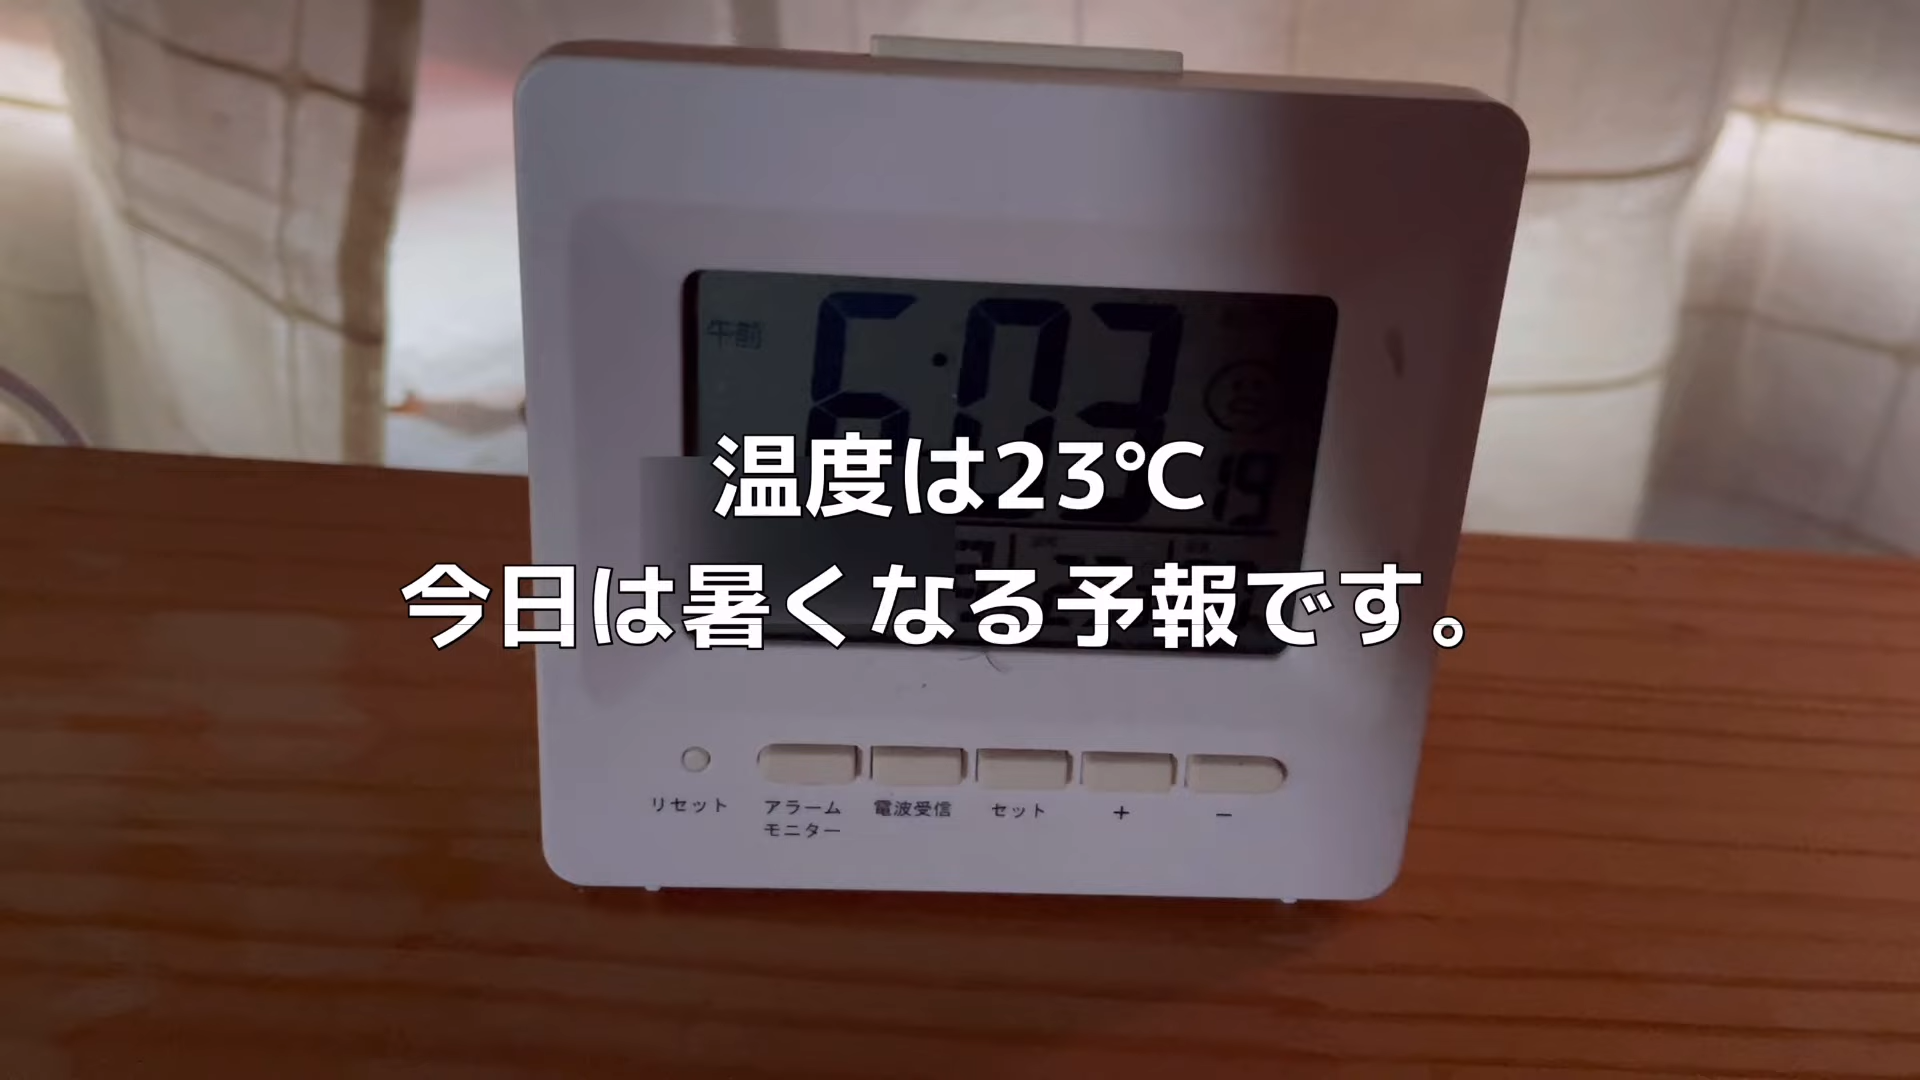 午前
6:03
19
温度は23℃
今日は暑くなる予報です。
リセット
アラーム
モニター
電波受信
セット
+
-